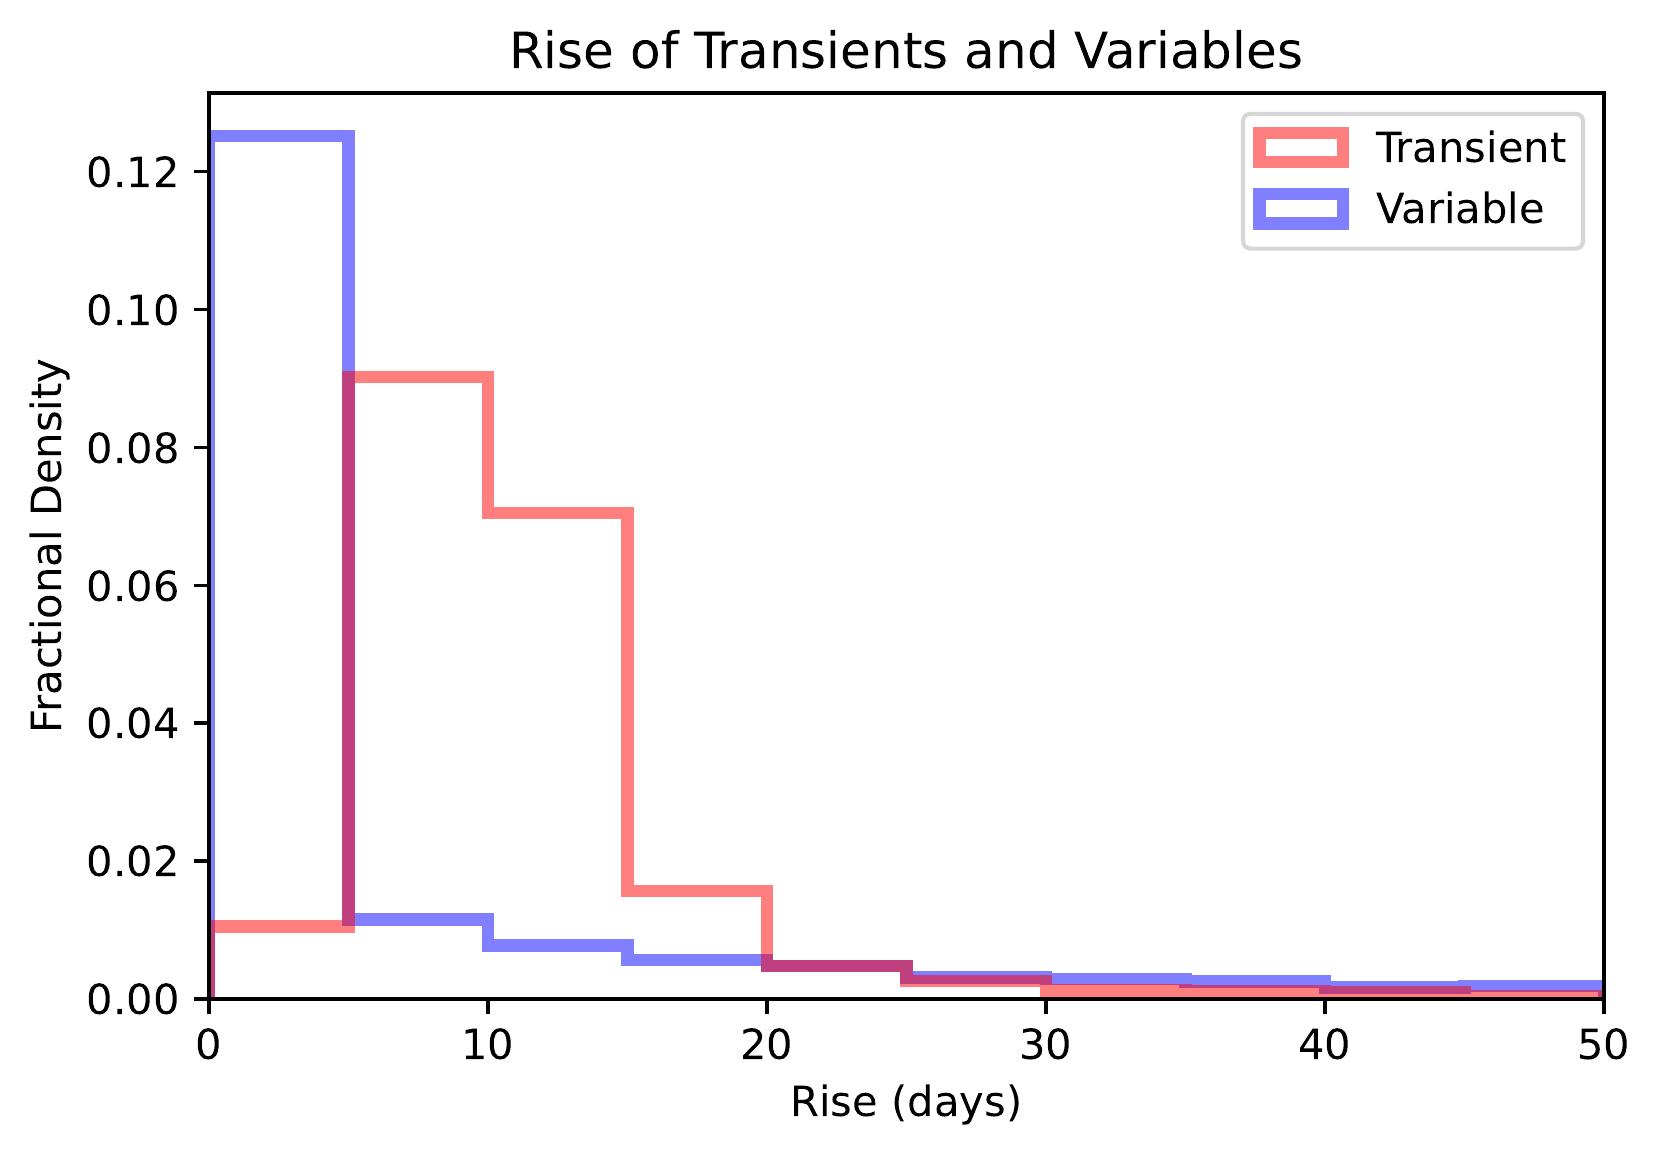 Rise of Transients and Variables
Transient
Variable
0.12
0.10
0.08
0.06
0.04
0.02
0.00
Fractional Density
0 10 20 30 40 50
Rise (days)